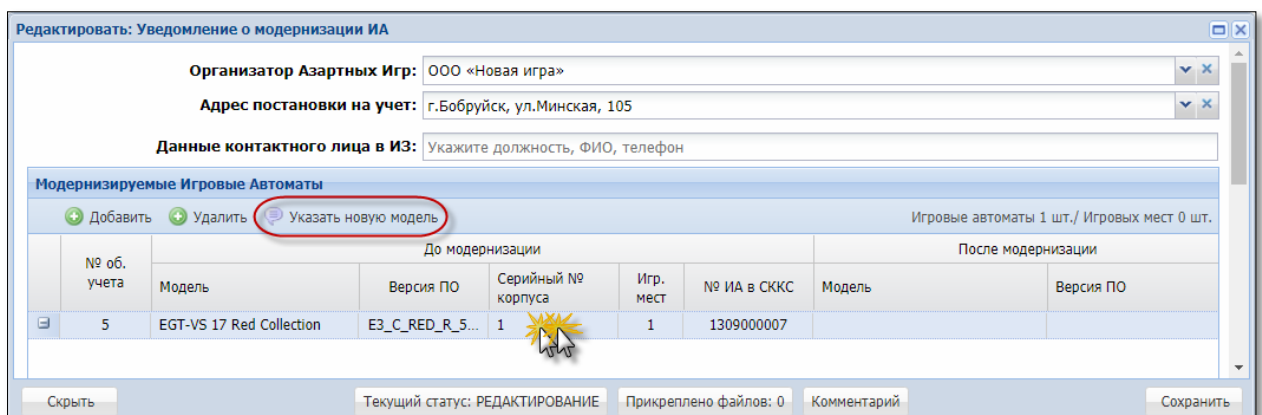 Редактировать: Уведомление о модернизации ИА
Организатор Азартных Игр: ООО «Новая игра»
Адрес постановки на учет: г.Бобруйск, ул.Минская, 105
Данные контактного лица в ИЗ: Укажите должность, ФИО, телефон
Модернизируемые Игровые Автоматы
Добавить Удалить Указать новую модель Игровые автоматы 1 шт./ Игровых мест 0 шт.
№ об. учета До модернизации После модернизации
Модель Версия ПО Серийный № корпуса Игр. мест № ИА в СККС Модель Версия ПО
5 EGT-VS 17 Red Collection E3_C_RED_R_5... 1 1 1309000007
Скрыть Текущий статус: РЕДАКТИРОВАНИЕ Прикреплено файлов: 0 Комментарий Сохранить